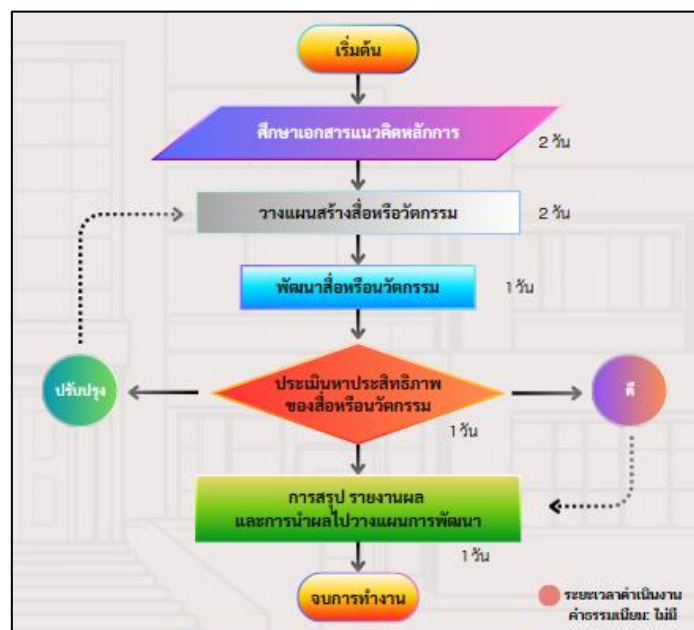 เริ่มต้น
ศึกษาเอกสารแนวคิดหลักการ
2 วัน
วางแผนสร้างสื่อหรือวัตกรรม
2 วัน
พัฒนาสื่อหรือนวัตกรรม
1 วัน
ประเมินหาประสิทธิภาพ
ของสื่อหรือนวัตกรรม
1 วัน
ปรับปรุง
ดี
การสรุป รายงานผล
และการนำผลไปวางแผนการพัฒนา
1 วัน
จบการทำงาน
ระยะเวลาดำเนินงาน
ค่าธรรมเนียม: ไม่มี